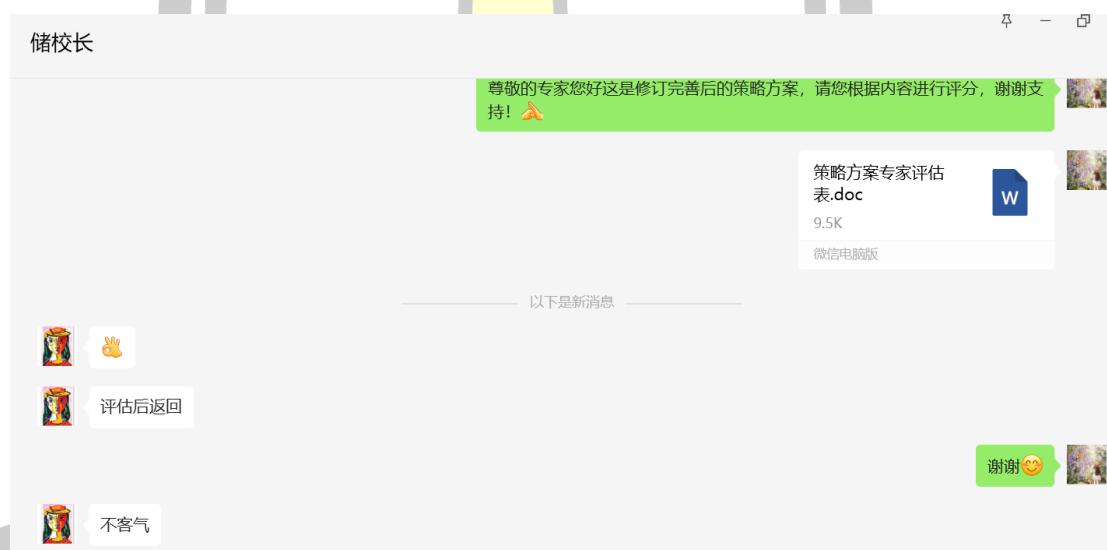 储校长
尊敬的专家您好这是修订完善后的策略方案，请您根据内容进行评分，谢谢支
持！
策略方案专家评估
表.doc
W
9.5K
微信电脑版
以下是新消息
评估后返回
谢谢
不客气